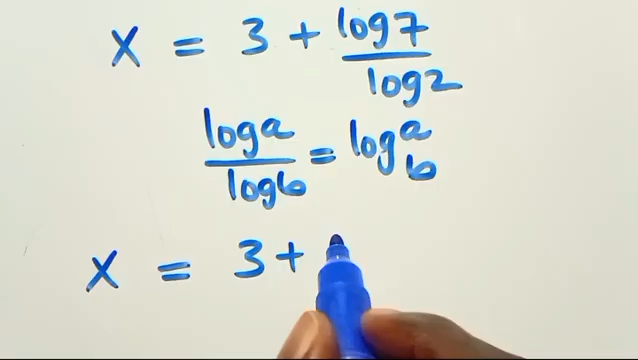 x = 3 + log7/log2
loga/logb = log_b^a
x = 3 +